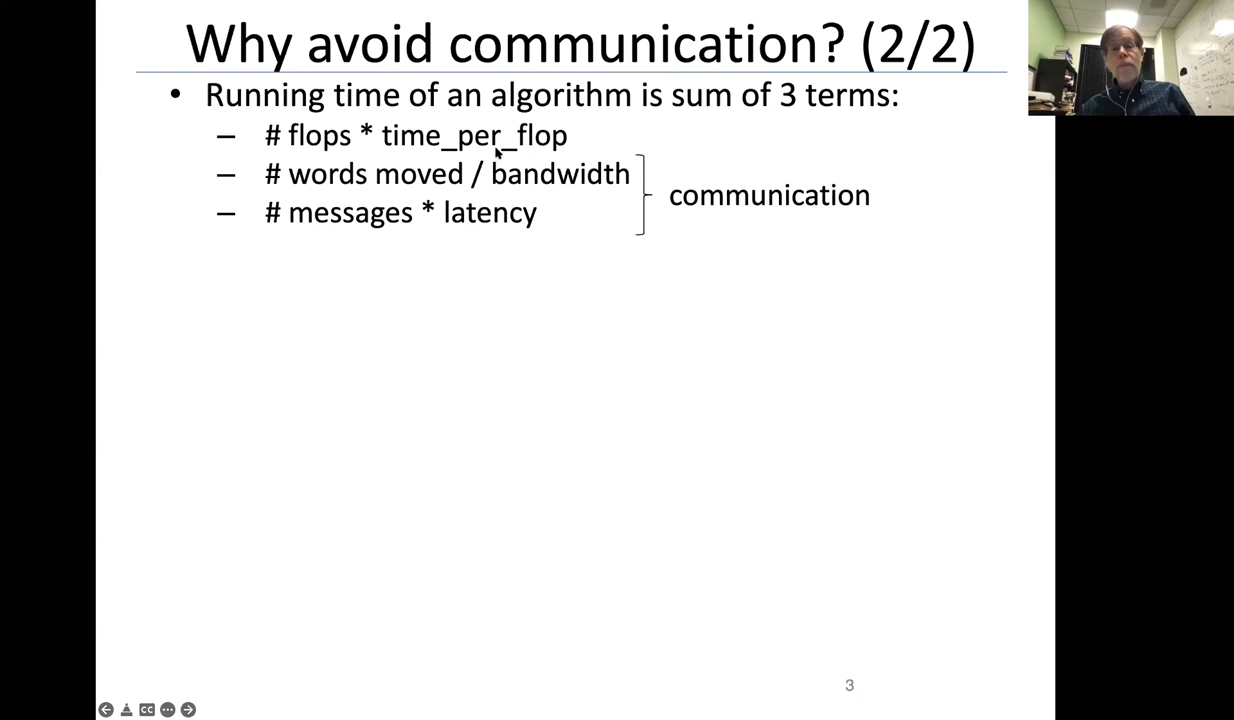 Why avoid communication? (2/2)
• Running time of an algorithm is sum of 3 terms:
– # flops * time_per_flop
– # words moved / bandwidth
– # messages * latency
communication
3
CC